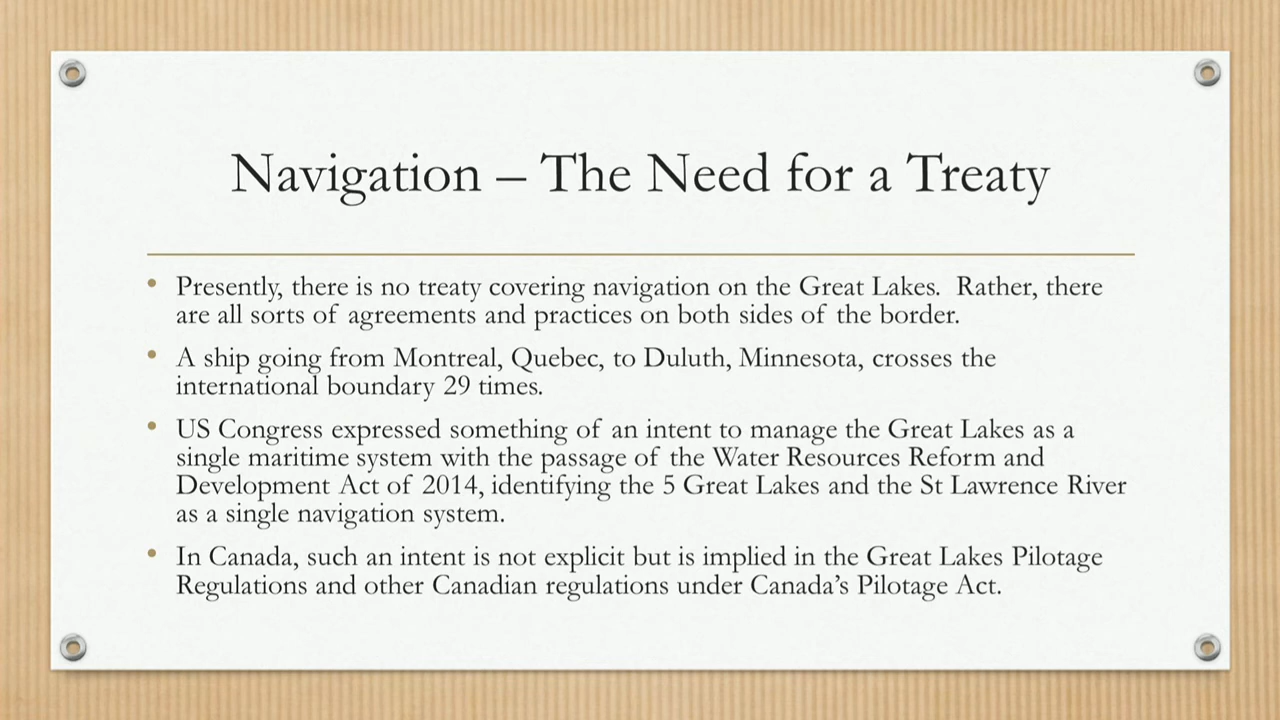 Navigation – The Need for a Treaty
• Presently, there is no treaty covering navigation on the Great Lakes.  Rather, there
are all sorts of agreements and practices on both sides of the border.
• A ship going from Montreal, Quebec, to Duluth, Minnesota, crosses the
international boundary 29 times.
• US Congress expressed something of an intent to manage the Great Lakes as a
single maritime system with the passage of the Water Resources Reform and
Development Act of 2014, identifying the 5 Great Lakes and the St Lawrence River
as a single navigation system.
• In Canada, such an intent is not explicit but is implied in the Great Lakes Pilotage
Regulations and other Canadian regulations under Canada’s Pilotage Act.